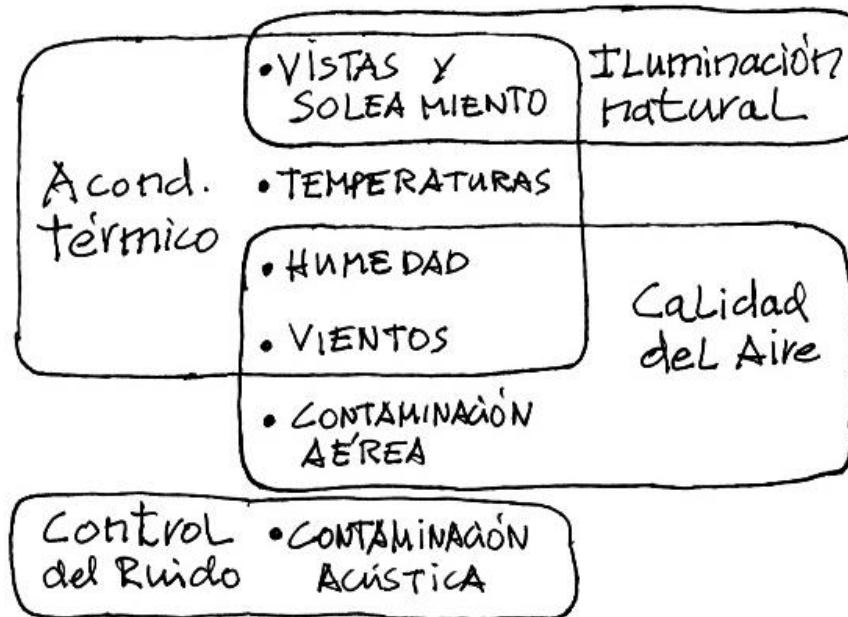 • VISTAS Y
SOLEAMIENTO
ILuminación
naturaL
Acond.
térmico
• TEMPERATURAS
• HUMEDAD
• VIENTOS
CaLidad
deL Aire
• CONTAMINACIÓN
AÉREA
ControL
del Ruido
• CONTAMINACIÓN
ACÚSTICA